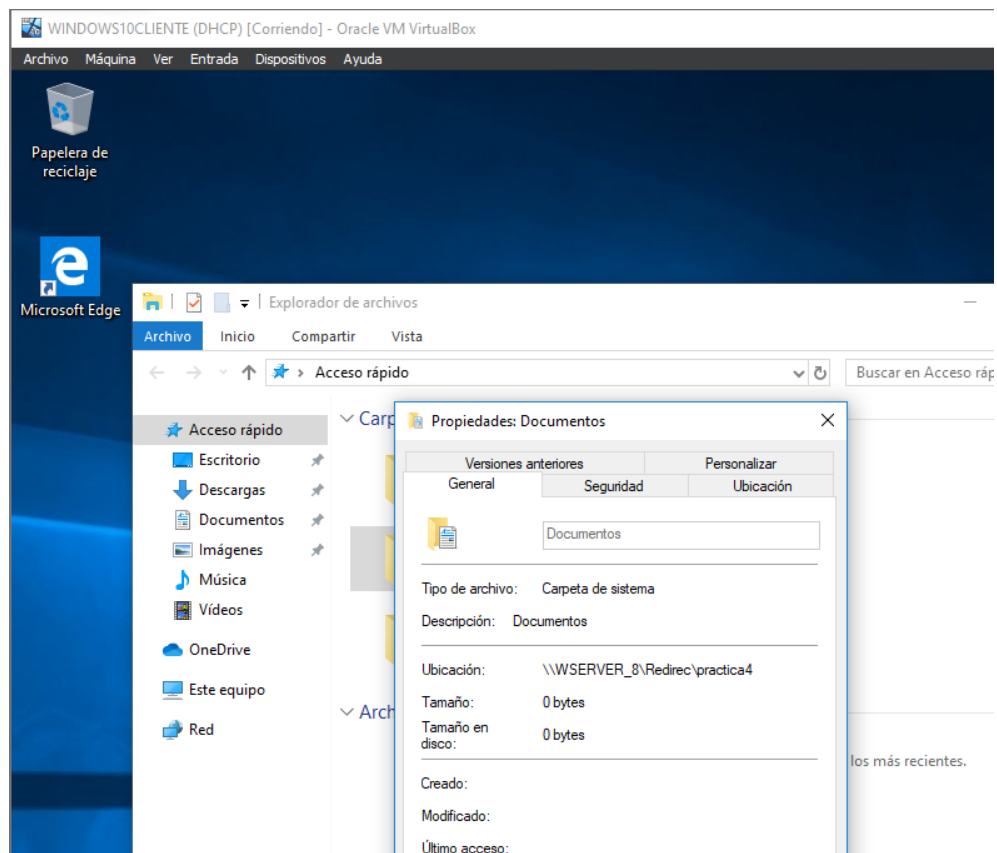 WINDOWS10CLIENTE (DHCP) [Corriendo] - Oracle VM VirtualBox
Archivo Máquina Ver Entrada Dispositivos Ayuda
Papelera de
reciclaje
Microsoft Edge
Explorador de archivos
Archivo Inicio Compartir Vista
Acceso rápido
Buscar en Acceso ráp
Acceso rápido
Escritorio
Descargas
Documentos
Imágenes
Música
Vídeos
OneDrive
Este equipo
Red
Carp
Arch
Propiedades: Documentos
Versiones anteriores Personalizar
General Seguridad Ubicación
Documentos
Tipo de archivo: Carpeta de sistema
Descripción: Documentos
Ubicación: \\WSERVER_8\Redirec\practica4
Tamaño: 0 bytes
Tamaño en
disco: 0 bytes
Creado:
Modificado:
Último acceso:
los más recientes.